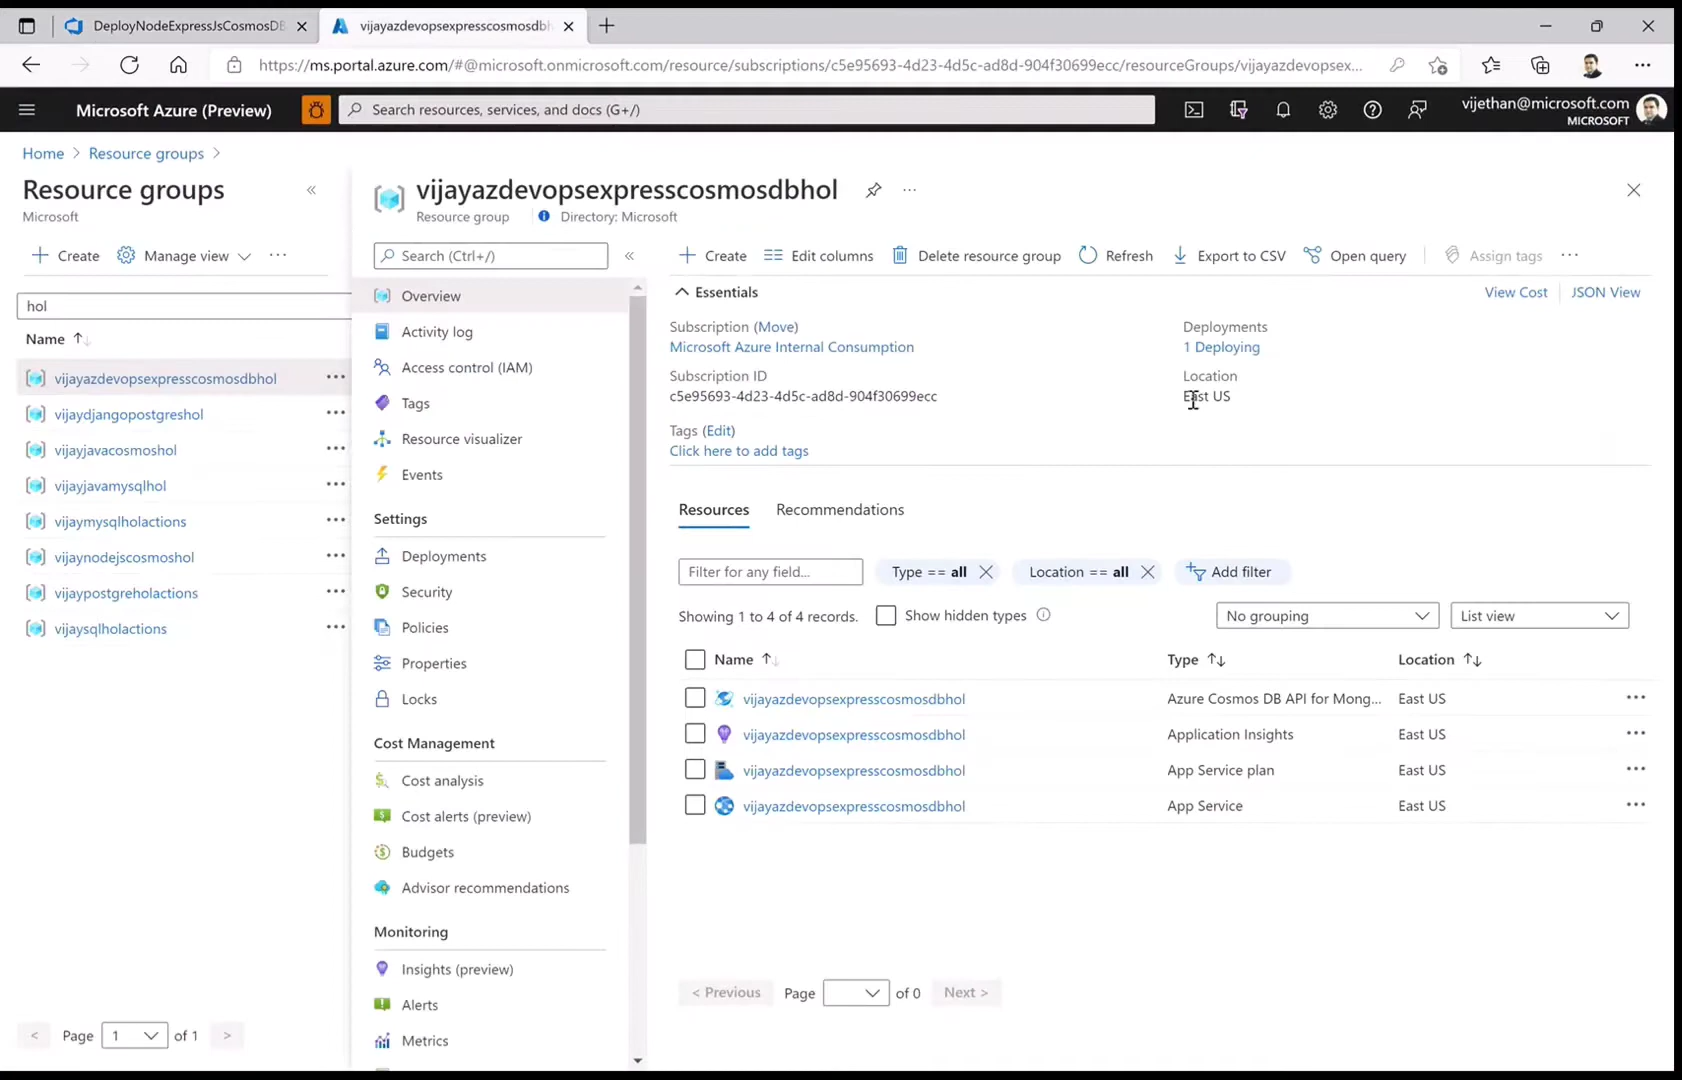 DeployNodeExpressJsCosmosDB
vijayazdevopsexpresscosmosdbh
https://ms.portal.azure.com/#@microsoft.onmicrosoft.com/resource/subscriptions/c5e95693-4d23-4d5c-ad8d-904f30699ecc/resourceGroups/vijayazdevopsex...
Microsoft Azure (Preview)
Search resources, services, and docs (G+/)
vijethan@microsoft.com
MICROSOFT
Home > Resource groups >
Resource groups
Microsoft
Create
Manage view
hol
Name
vijayazdevopsexpresscosmosdbhol
vijaydjangopostgreshol
vijayjavacosmoshol
vijayjavamysqlhol
vijaymysqlholactions
vijaynodejscosmoshol
vijaypostgreholactions
vijaysqlholactions
< Page 1 of 1 >
vijayazdevopsexpresscosmosdbhol
Resource group
Directory: Microsoft
Search (Ctrl+/)
Overview
Activity log
Access control (IAM)
Tags
Resource visualizer
Events
Settings
Deployments
Security
Policies
Properties
Locks
Cost Management
Cost analysis
Cost alerts (preview)
Budgets
Advisor recommendations
Monitoring
Insights (preview)
Alerts
Metrics
Create Edit columns Delete resource group Refresh Export to CSV Open query Assign tags
Essentials
View Cost JSON View
Subscription (Move)
Microsoft Azure Internal Consumption
Subscription ID
c5e95693-4d23-4d5c-ad8d-904f30699ecc
Tags (Edit)
Click here to add tags
Deployments
1 Deploying
Location
East US
Resources Recommendations
Filter for any field... Type == all Location == all Add filter
Showing 1 to 4 of 4 records. Show hidden types No grouping List view
Name Type Location
vijayazdevopsexpresscosmosdbhol Azure Cosmos DB API for Mong... East US
vijayazdevopsexpresscosmosdbhol Application Insights East US
vijayazdevopsexpresscosmosdbhol App Service plan East US
vijayazdevopsexpresscosmosdbhol App Service East US
< Previous Page of 0 Next >